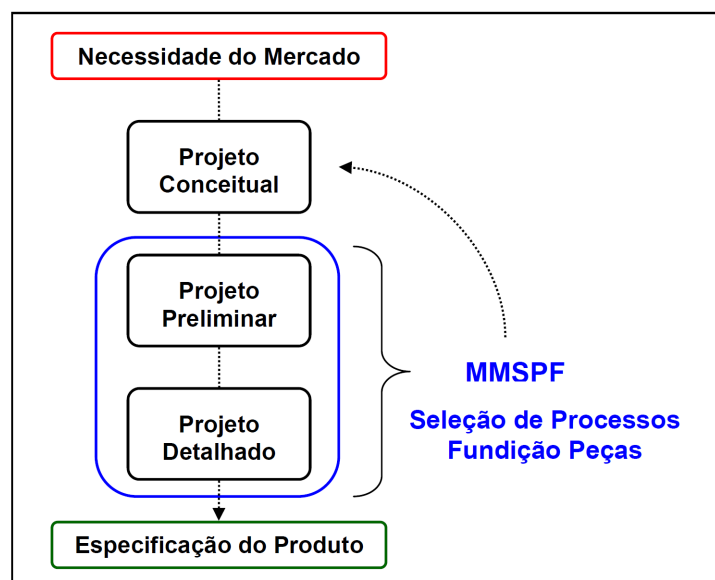 Necessidade do Mercado
Projeto
Conceitual
Projeto
Preliminar
Projeto
Detalhado
MMSPF
Seleção de Processos
Fundição Peças
Especificação do Produto